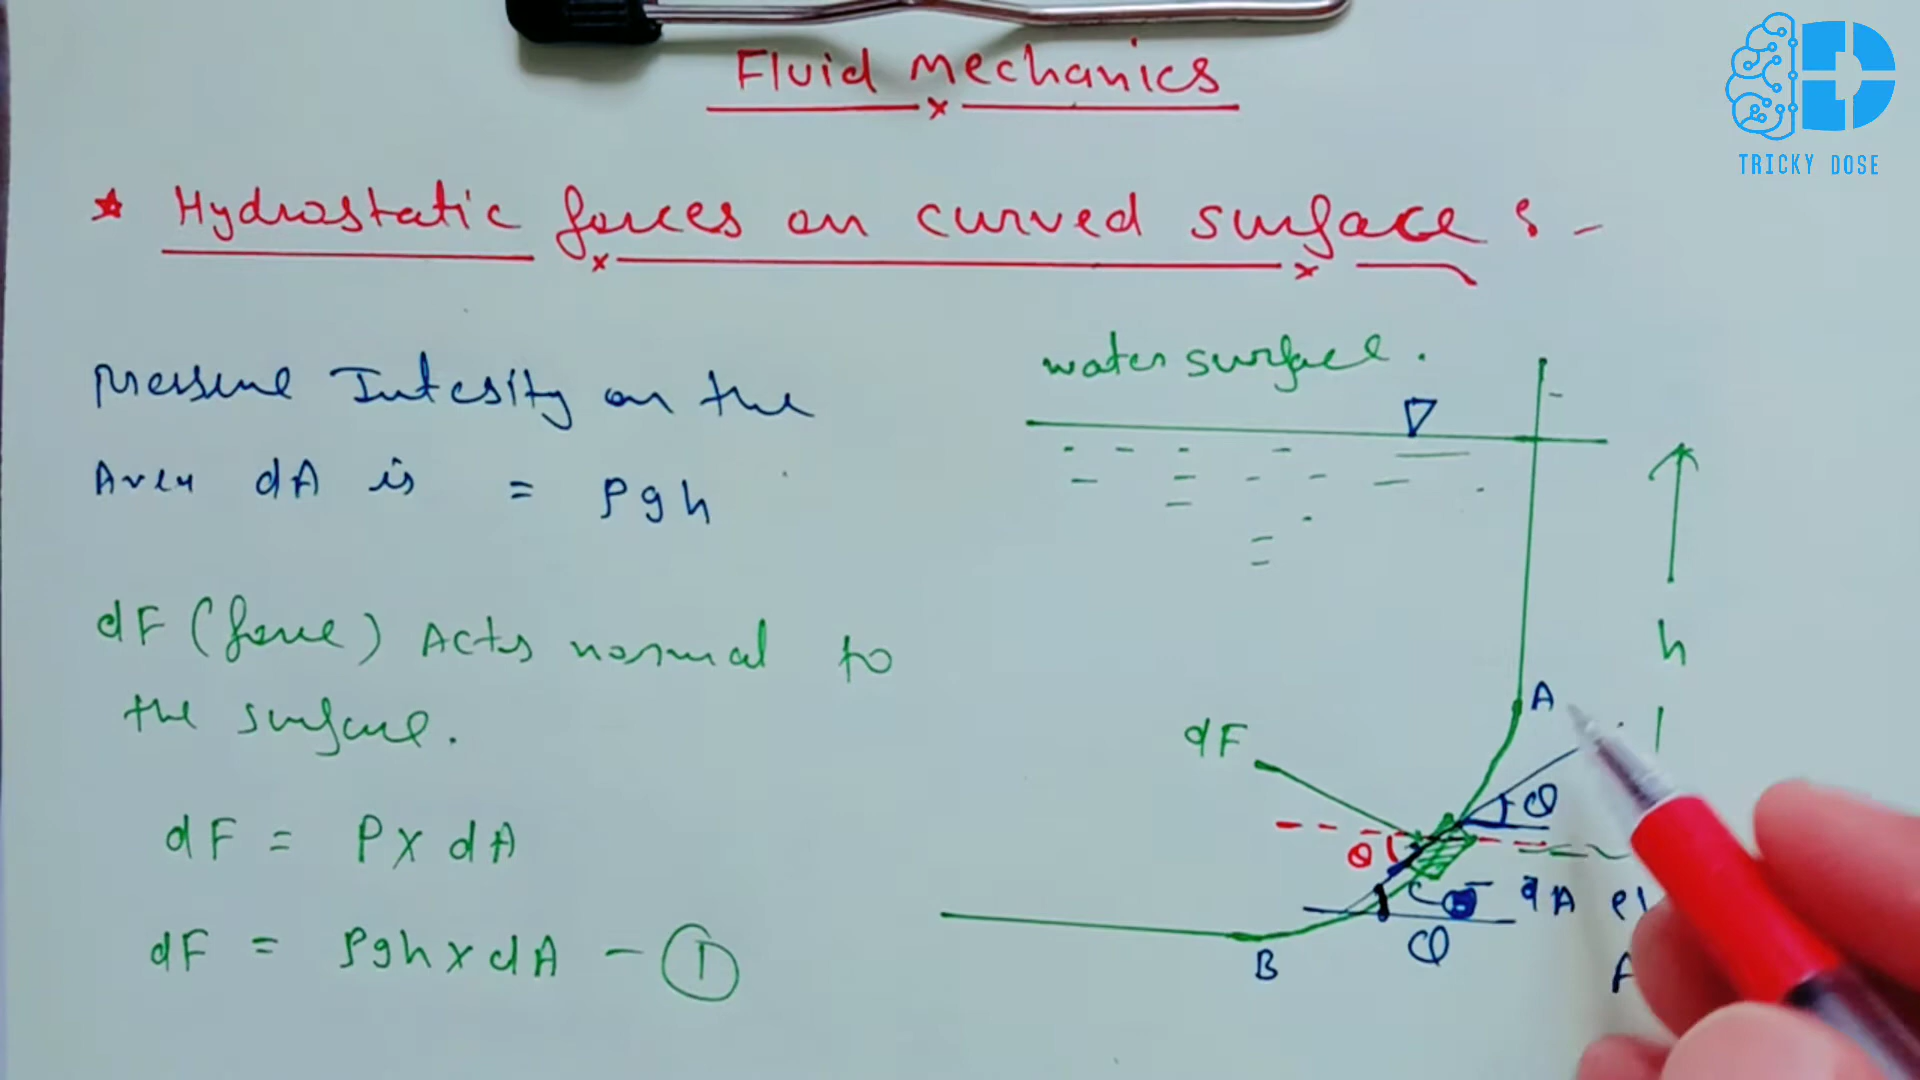 Fluid Mechanics
TRICKY DOSE
* Hydrostatic forces on curved surface :-
Pressure Intesity on the
Area dA is = ρgh
dF (force) Acts normal to
the surface.
dF = P x dA
dF = ρgh x dA - ①
water surface.
h
A
dF
θ
dA
B